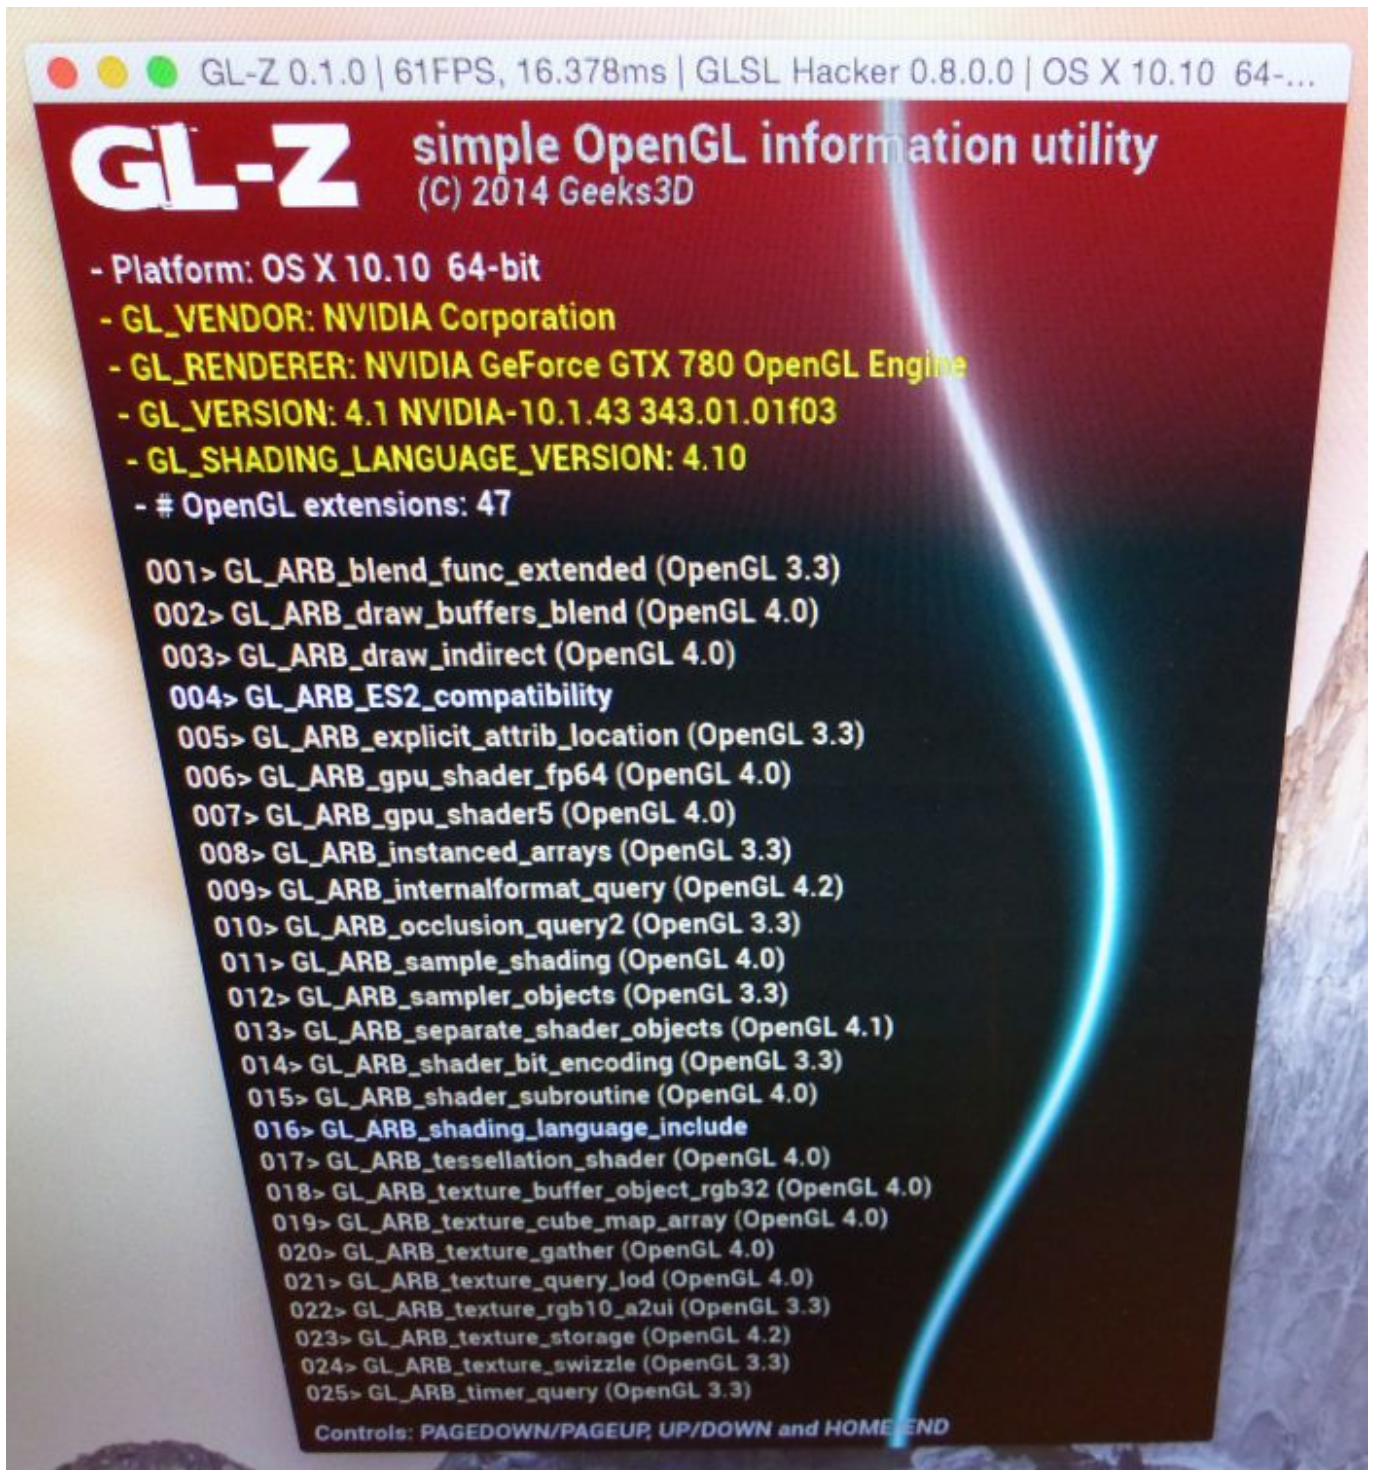 GL-Z 0.1.0 | 61FPS, 16.378ms | GLSL Hacker 0.8.0.0 | OS X 10.10 64-...
GL-Z simple OpenGL information utility
(C) 2014 Geeks3D
- Platform: OS X 10.10 64-bit
- GL_VENDOR: NVIDIA Corporation
- GL_RENDERER: NVIDIA GeForce GTX 780 OpenGL Engine
- GL_VERSION: 4.1 NVIDIA-10.1.43 343.01.01f03
- GL_SHADING_LANGUAGE_VERSION: 4.10
- # OpenGL extensions: 47
001> GL_ARB_blend_func_extended (OpenGL 3.3)
002> GL_ARB_draw_buffers_blend (OpenGL 4.0)
003> GL_ARB_draw_indirect (OpenGL 4.0)
004> GL_ARB_ES2_compatibility
005> GL_ARB_explicit_attrib_location (OpenGL 3.3)
006> GL_ARB_gpu_shader_fp64 (OpenGL 4.0)
007> GL_ARB_gpu_shader5 (OpenGL 4.0)
008> GL_ARB_instanced_arrays (OpenGL 3.3)
009> GL_ARB_internalformat_query (OpenGL 4.2)
010> GL_ARB_occlusion_query2 (OpenGL 3.3)
011> GL_ARB_sample_shading (OpenGL 4.0)
012> GL_ARB_sampler_objects (OpenGL 3.3)
013> GL_ARB_separate_shader_objects (OpenGL 4.1)
014> GL_ARB_shader_bit_encoding (OpenGL 3.3)
015> GL_ARB_shader_subroutine (OpenGL 4.0)
016> GL_ARB_shading_language_include
017> GL_ARB_tessellation_shader (OpenGL 4.0)
018> GL_ARB_texture_buffer_object_rgb32 (OpenGL 4.0)
019> GL_ARB_texture_cube_map_array (OpenGL 4.0)
020> GL_ARB_texture_gather (OpenGL 4.0)
021> GL_ARB_texture_query_lod (OpenGL 4.0)
022> GL_ARB_texture_rgb10_a2ui (OpenGL 3.3)
023> GL_ARB_texture_storage (OpenGL 4.2)
024> GL_ARB_texture_swizzle (OpenGL 3.3)
025> GL_ARB_timer_query (OpenGL 3.3)
Controls: PAGEDOWN/PAGEUP, UP/DOWN and HOME/END